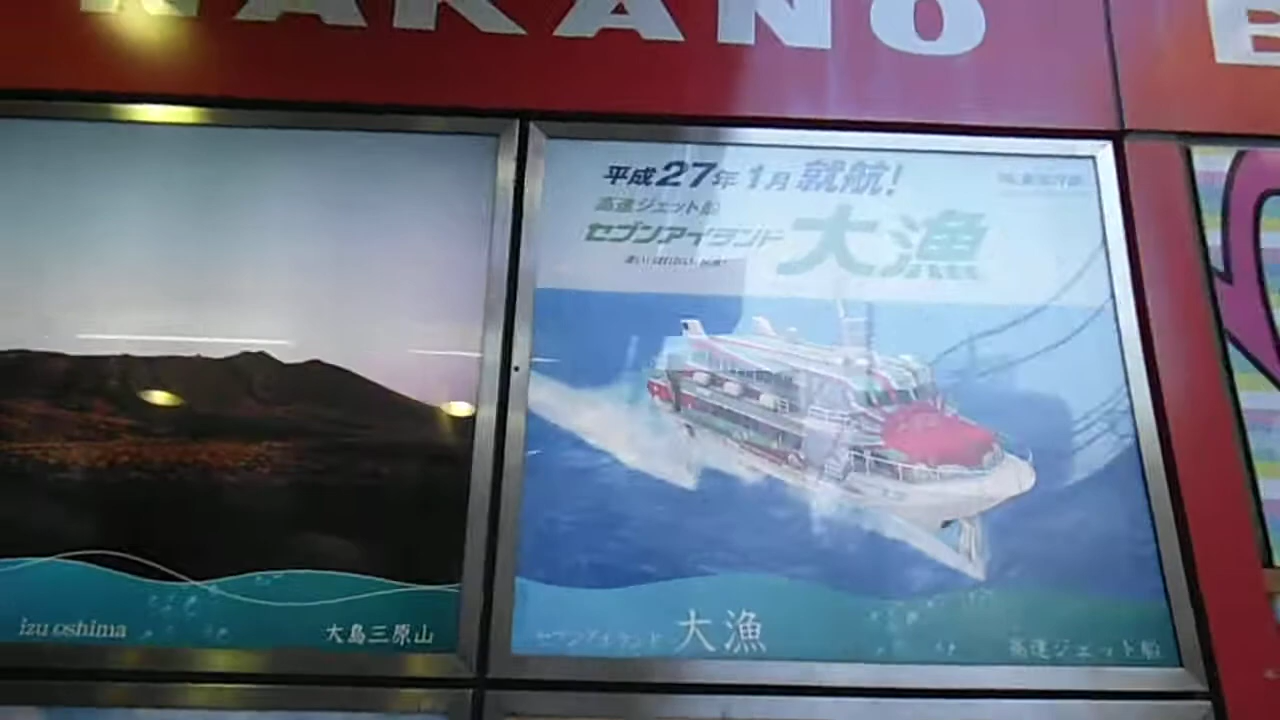 NAKANO
平成27年1月 就航!
高速ジェット船
セブンアイランド 大漁
izu oshima
大島三原山
セブンアイランド 大漁
高速ジェット船